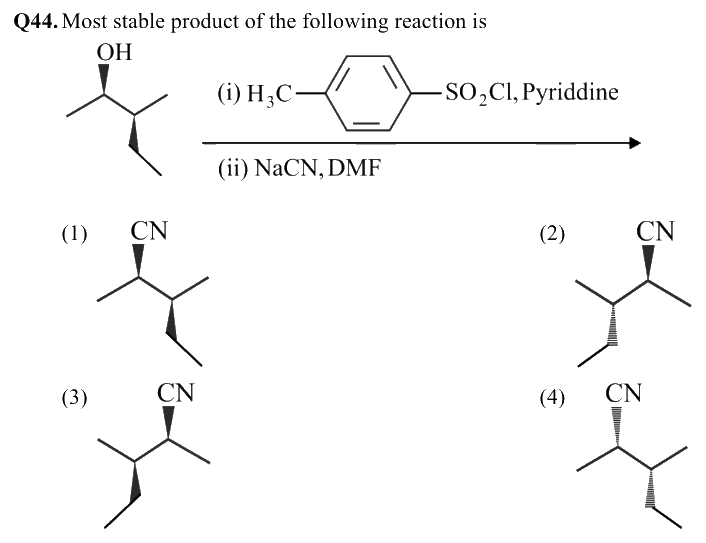 Q44. Most stable product of the following reaction is
OH
(i) H₃C SO₂Cl, Pyriddine
(ii) NaCN, DMF
(1) CN
(2) CN
(3) CN
(4) CN